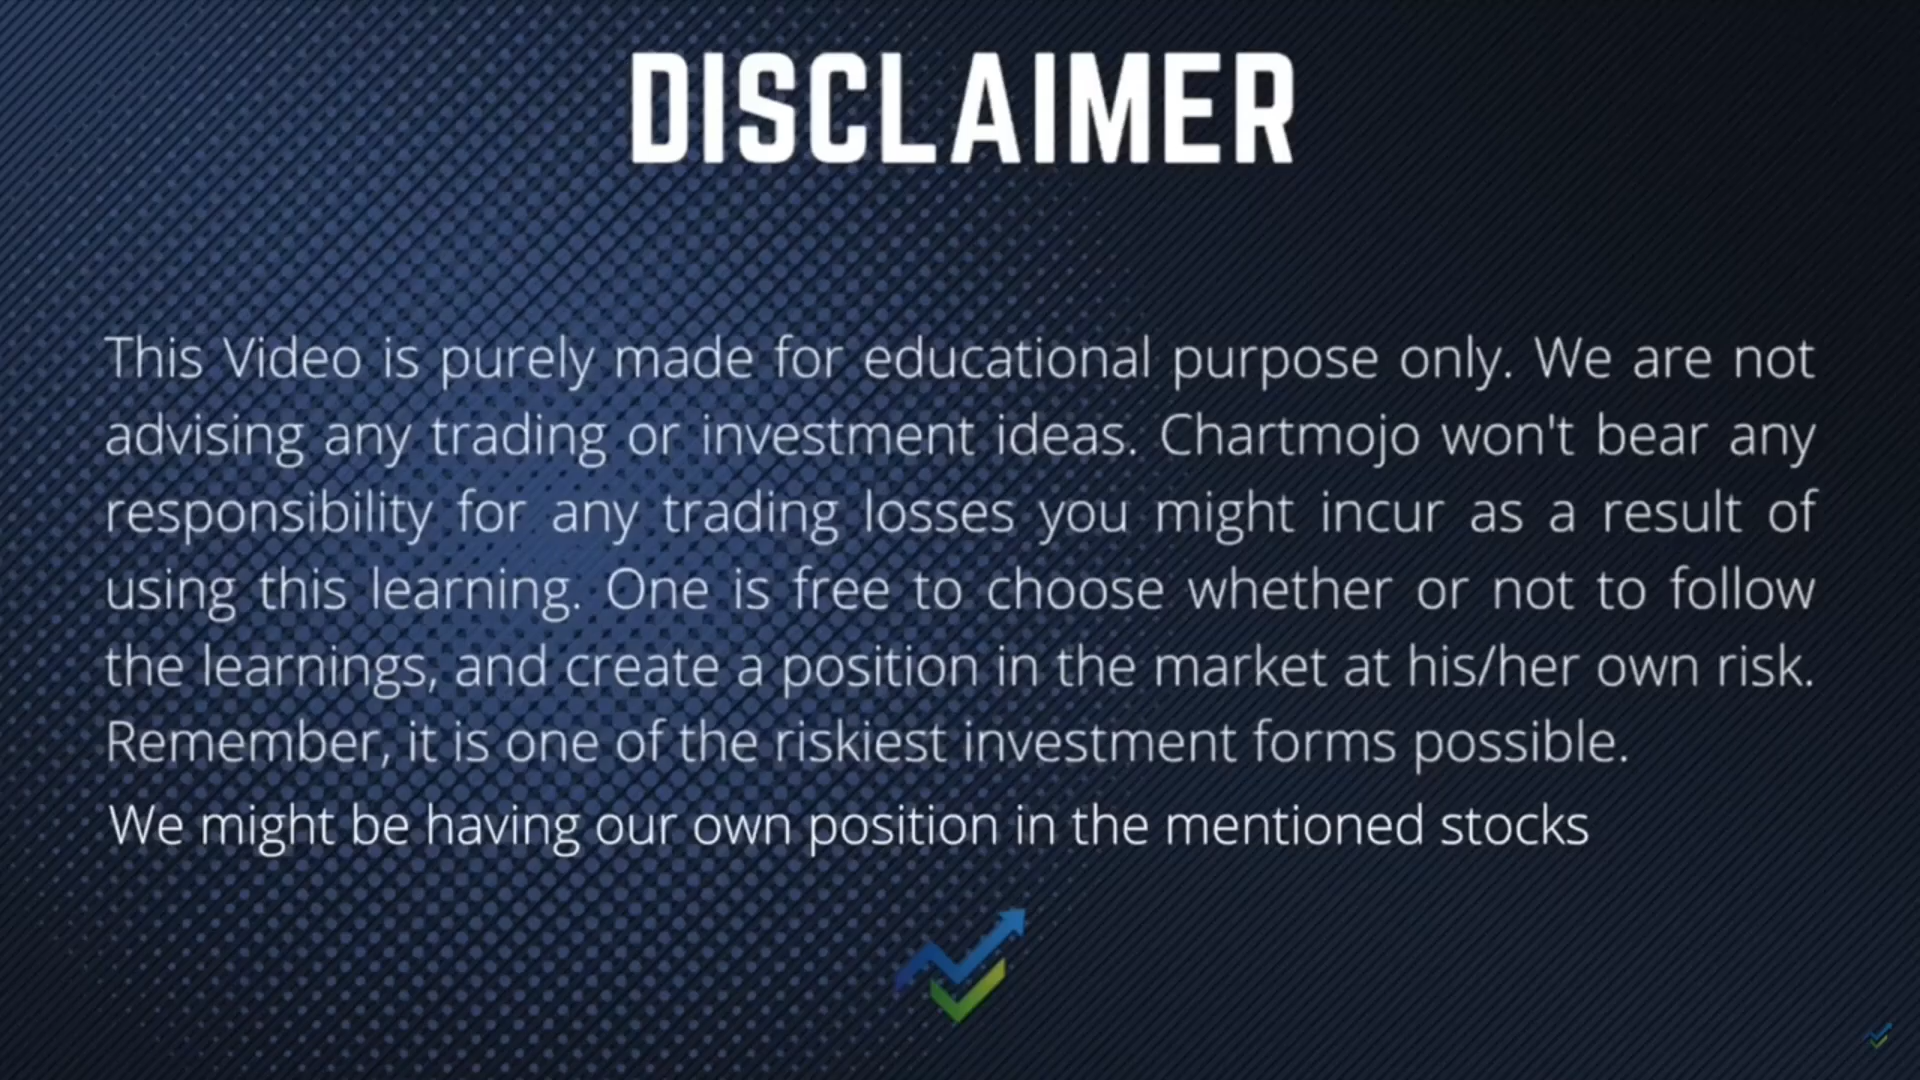 DISCLAIMER
This Video is purely made for educational purpose only. We are not
advising any trading or investment ideas. Chartmojo won't bear any
responsibility for any trading losses you might incur as a result of
using this learning. One is free to choose whether or not to follow
the learnings, and create a position in the market at his/her own risk.
Remember, it is one of the riskiest investment forms possible.
We might be having our own position in the mentioned stocks